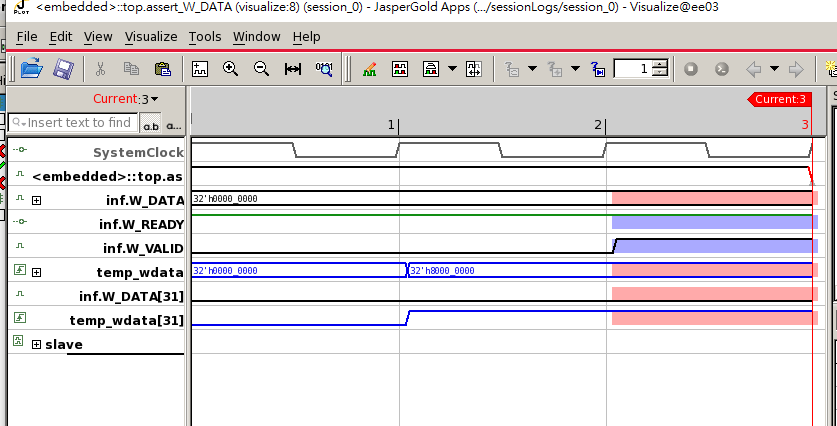 <embedded>::top.assert_W_DATA (visualize:8) (session_0) - JasperGold Apps (.../sessionLogs/session_0) - Visualize@ee03
File Edit View Visualize Tools Window Help
1
Current:3
Current:3
Insert text to find a.b a...
1 2 3
SystemClock
<embedded>::top.as
inf.W_DATA 32'h0000_0000
inf.W_READY
inf.W_VALID
temp_wdata 32'h0000_0000 32'h8000_0000
inf.W_DATA[31]
temp_wdata[31]
slave